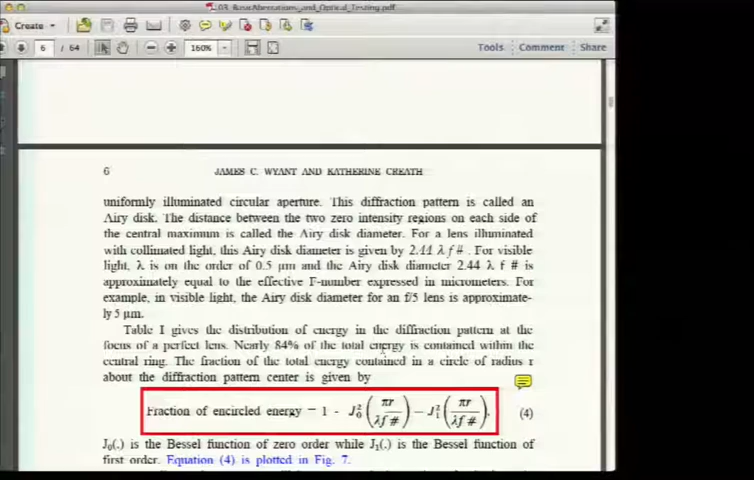 03_BasicAberrations_and_Optical_Testing.pdf
Create
6 / 64
160%
Tools
Comment
Share
6 JAMES C. WYANT AND KATHERINE CREATH
uniformly illuminated circular aperture. This diffraction pattern is called an
Airy disk. The distance between the two zero intensity regions on each side of
the central maximum is called the Airy disk diameter. For a lens illuminated
with collimated light, this Airy disk diameter is given by 2.44 λ f # . For visible
light, λ is on the order of 0.5 µm and the Airy disk diameter 2.44 λ f # is
approximately equal to the effective F-number expressed in micrometers. For
example, in visible light, the Airy disk diameter for an f/5 lens is approximate-
ly 5 µm.
Table I gives the distribution of energy in the diffraction pattern at the
focus of a perfect lens. Nearly 84% of the total energy is contained within the
central ring. The fraction of the total energy contained in a circle of radius r
about the diffraction pattern center is given by
Fraction of encircled energy = 1 - J₀²(πr/λf #) − J₁²(πr/λf #), (4)
J₀(.) is the Bessel function of zero order while J₁(.) is the Bessel function of
first order. Equation (4) is plotted in Fig. 7.